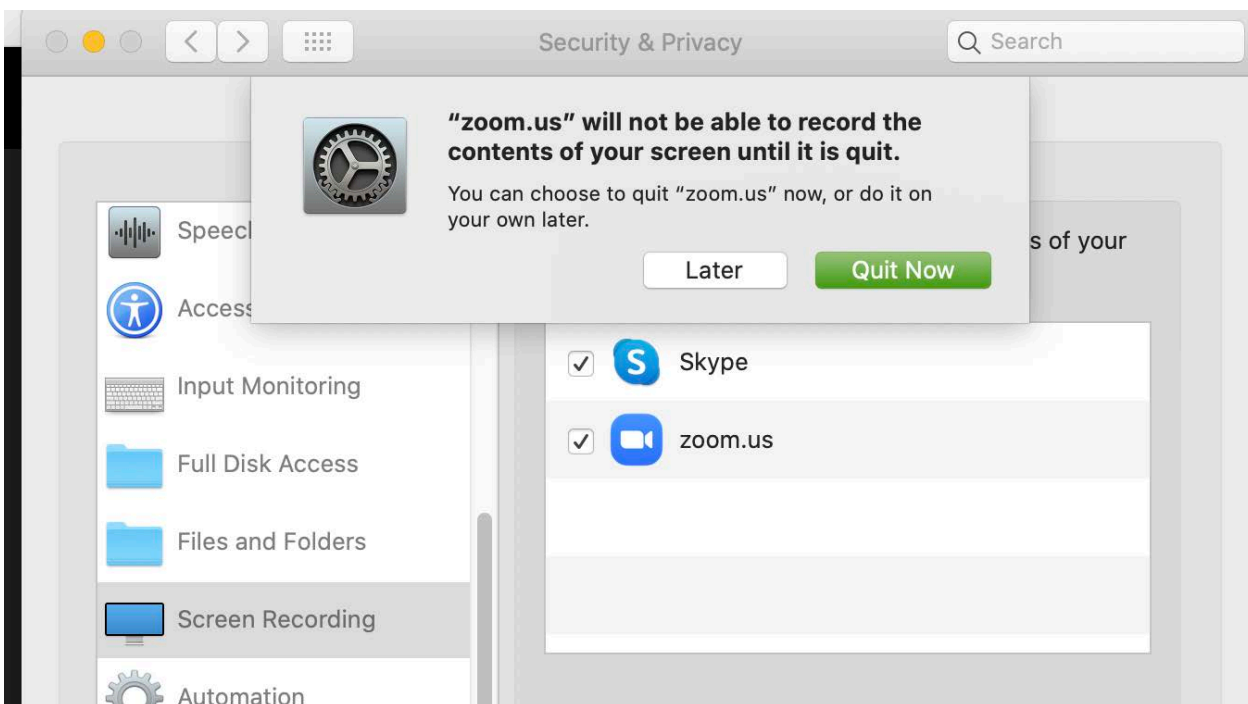 Security & Privacy
Search
“zoom.us” will not be able to record the
contents of your screen until it is quit.
You can choose to quit “zoom.us” now, or do it on
your own later.
Later
Quit Now
s of your
Skype
zoom.us
Input Monitoring
Full Disk Access
Files and Folders
Screen Recording
Automation